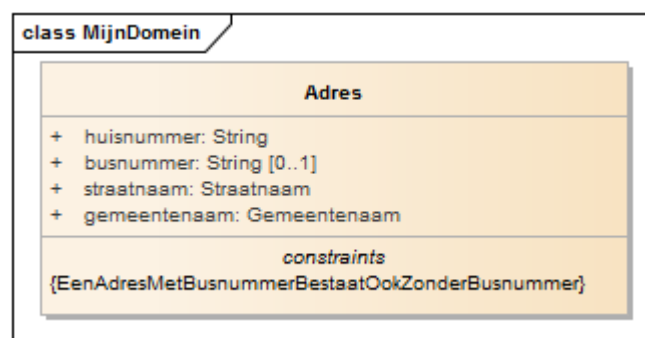 class MijnDomein
Adres
+ huisnummer: String
+ busnummer: String [0..1]
+ straatnaam: Straatnaam
+ gemeentenaam: Gemeentenaam
constraints
{EenAdresMetBusnummerBestaatOokZonderBusnummer}